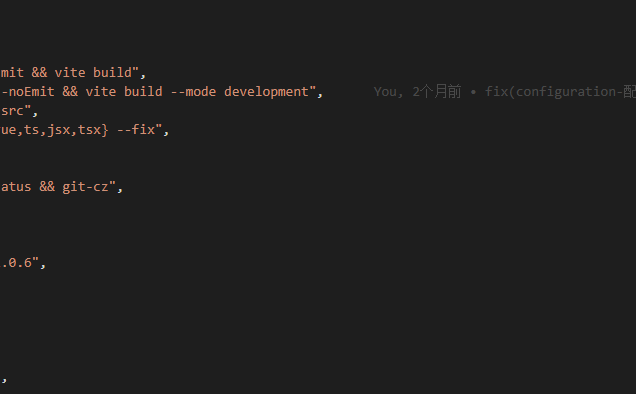 mit && vite build",
-noEmit && vite build --mode development", You, 2个月前 • fix(configuration-配
src",
ue,ts,jsx,tsx} --fix",
atus && git-cz",
.0.6",
,